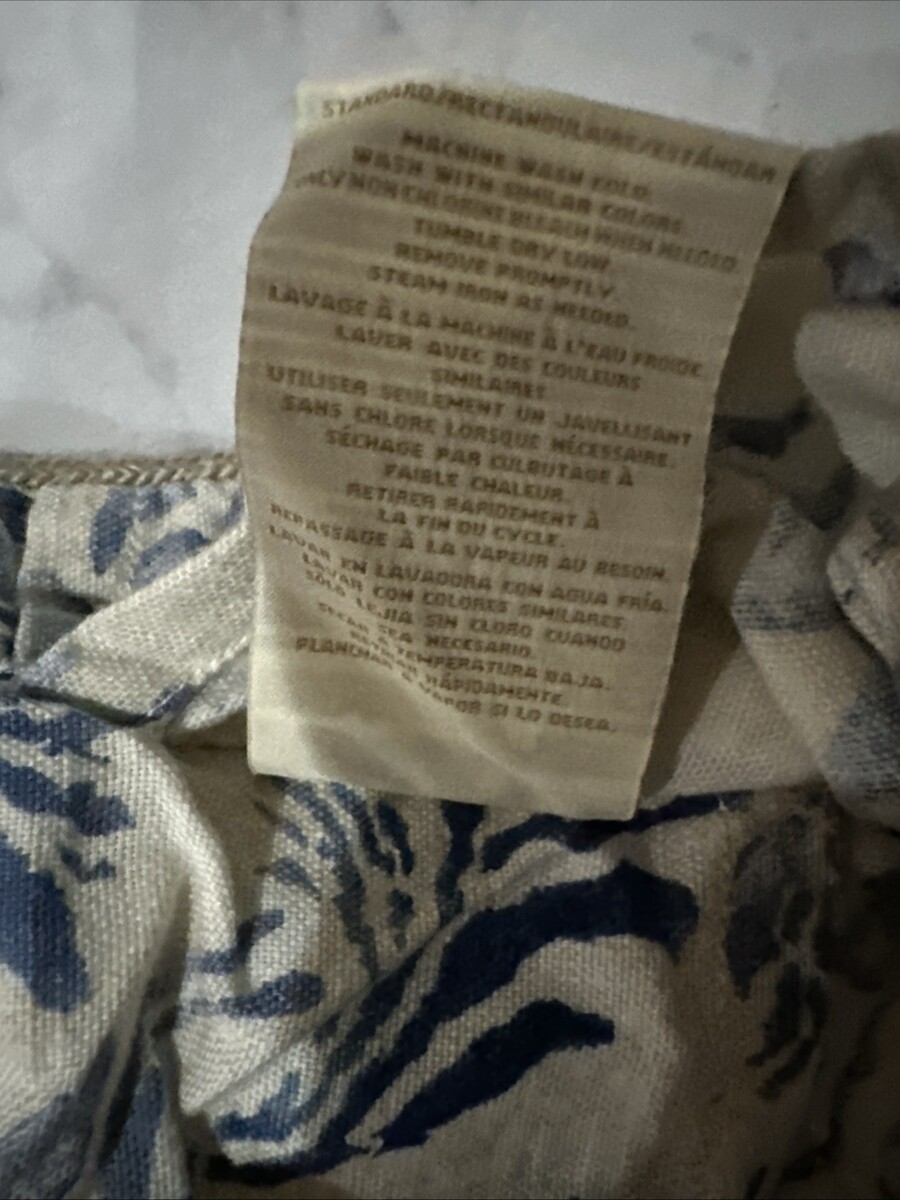 STANDARD/RECTANGULAIRE/ESTÁNDAR
MACHINE WASH COLD.
WASH WITH SIMILAR COLORS.
ONLY NON CHLORINE BLEACH WHEN NEEDED.
TUMBLE DRY LOW.
REMOVE PROMPTLY.
STEAM IRON AS NEEDED.
LAVAGE À LA MACHINE À L'EAU FROIDE.
LAVER AVEC DES COULEURS
SIMILAIRES.
UTILISER SEULEMENT UN JAVELLISANT
SANS CHLORE LORSQUE NÉCESSAIRE.
SÉCHAGE PAR CULBUTAGE À
FAIBLE CHALEUR.
RETIRER RAPIDEMENT À
LA FIN DU CYCLE.
REPASSAGE À LA VAPEUR AU BESOIN.
LAVAR EN LAVADORA CON AGUA FRÍA.
LAVAR CON COLORES SIMILARES.
SÓLO LEJIA SIN CLORO CUANDO
SEA NECESARIO.
SECAR A TEMPERATURA BAJA.
RETIRAR RÁPIDAMENTE.
PLANCHAR A VAPOR SI LO DESEA.